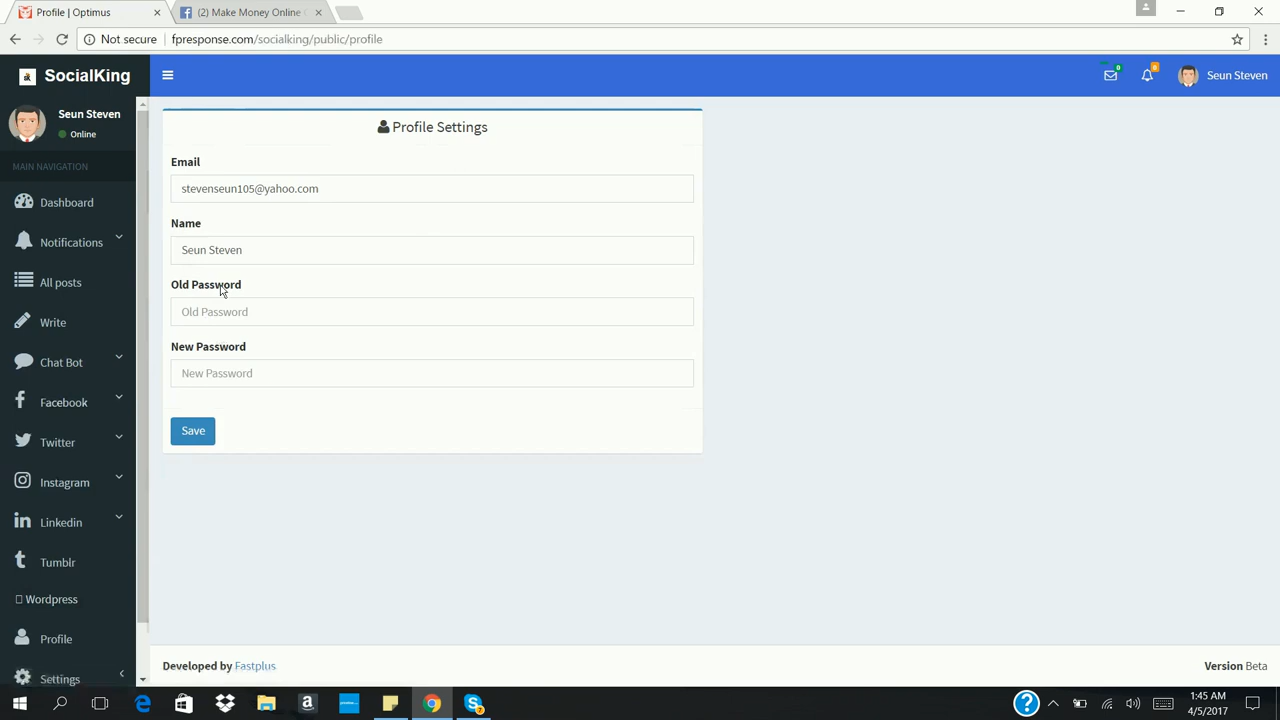 Profile | Optimus
(2) Make Money Online
Not secure fpresponse.com/socialking/public/profile
SocialKing
0
6
Seun Steven
Seun Steven
Online
MAIN NAVIGATION
Dashboard
Notifications
All posts
Write
Chat Bot
Facebook
Twitter
Instagram
Linkedin
Tumblr
Wordpress
Profile
Settings
Profile Settings
Email
stevenseun105@yahoo.com
Name
Seun Steven
Old Password
Old Password
New Password
New Password
Save
Developed by Fastplus
Version Beta
1:45 AM
4/5/2017